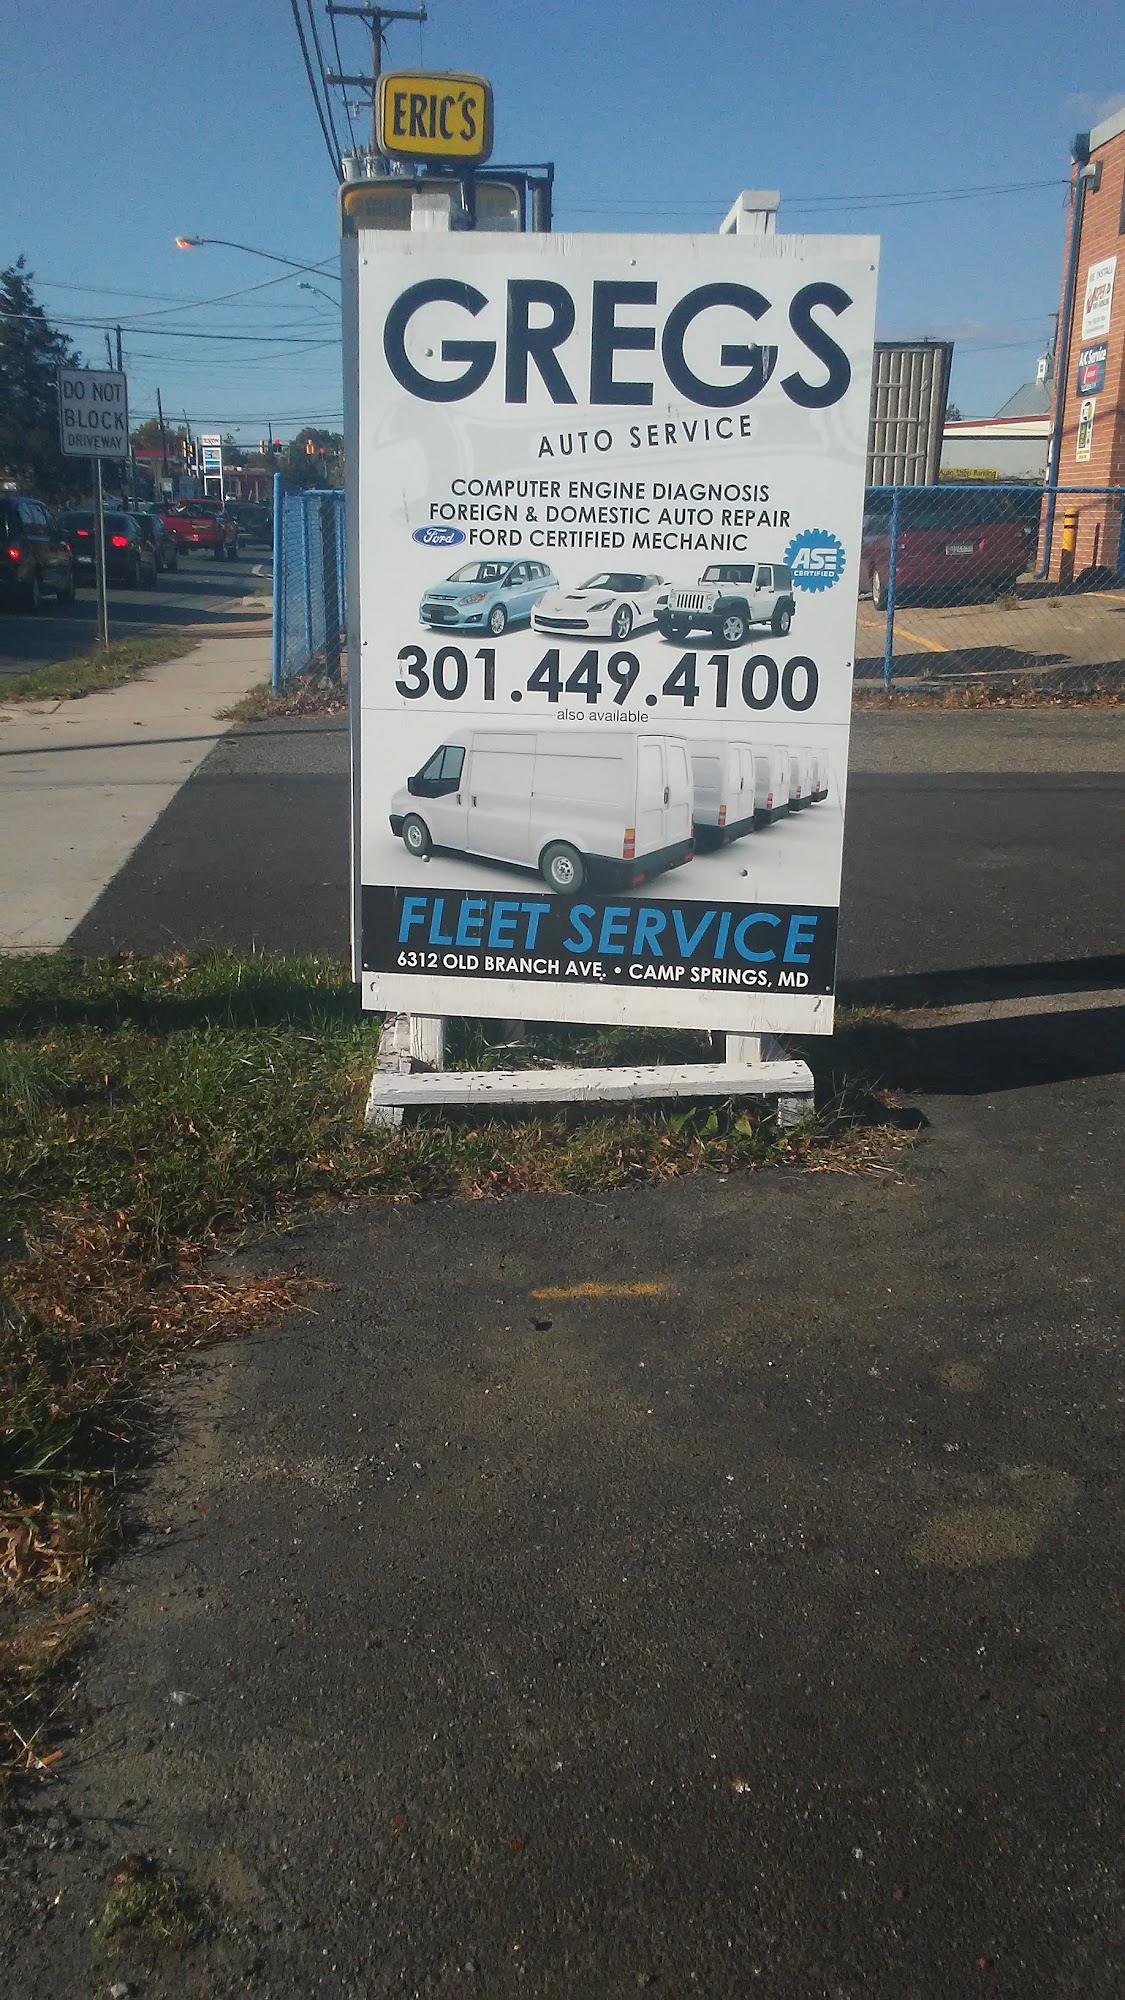 ERIC'S
GREGS
AUTO SERVICE
COMPUTER ENGINE DIAGNOSIS
FOREIGN & DOMESTIC AUTO REPAIR
Ford FORD CERTIFIED MECHANIC
ASE
CERTIFIED
301.449.4100
also available
FLEET SERVICE
6312 OLD BRANCH AVE. • CAMP SPRINGS, MD
DO NOT
BLOCK
DRIVEWAY
A/C Service